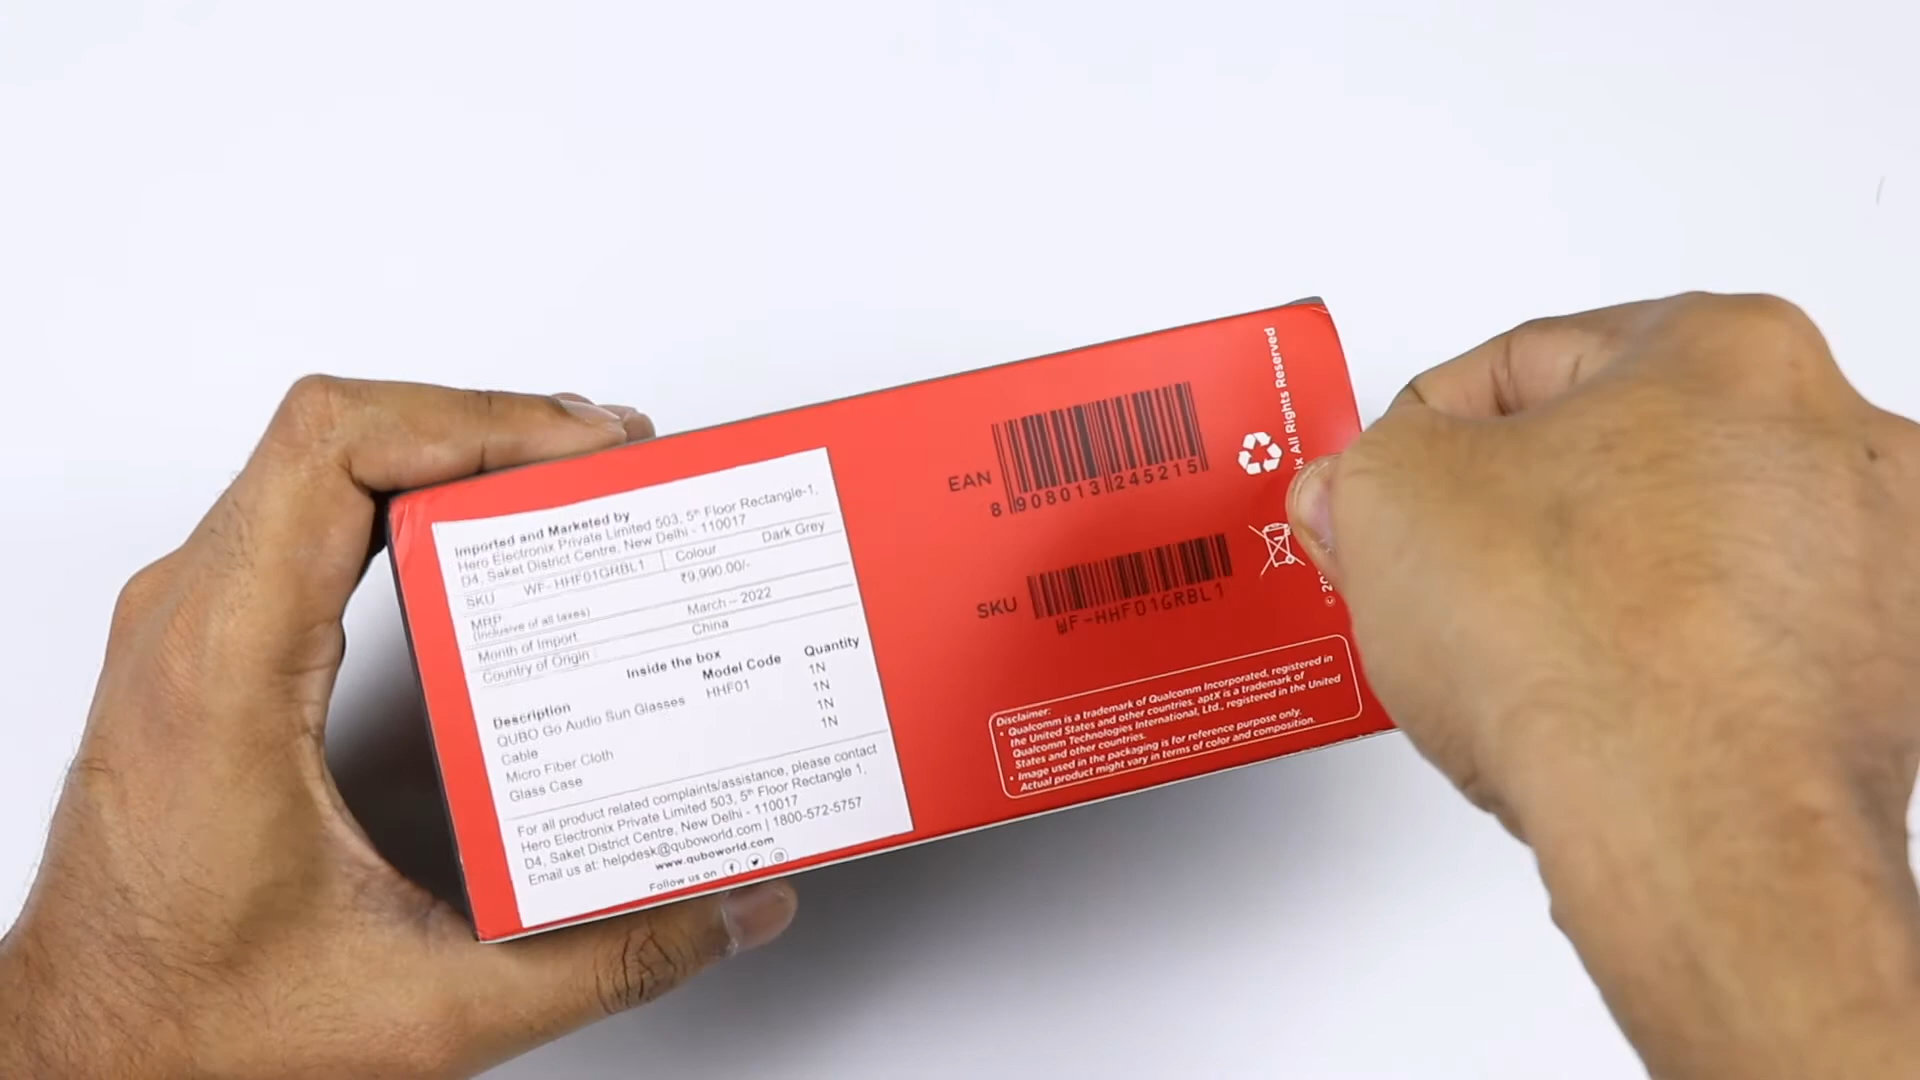 Imported and Marketed by
Hero Electronix Private Limited 503, 5th Floor Rectangle-1,
D4, Saket District Centre, New Delhi - 110017
SKU WF-HHF01GRBL1 Colour Dark Grey
MRP ₹9,990.00/-
(Inclusive of all taxes)
Month of Import March – 2022
Country of Origin : China
Inside the box
Description Model Code Quantity
QUBO Go Audio Sun Glasses HHF01 1N
Cable 1N
Micro Fiber Cloth 1N
Glass Case 1N
For all product related complaints/assistance, please contact
Hero Electronix Private Limited 503, 5th Floor Rectangle 1,
D4, Saket District Centre, New Delhi - 110017
Email us at: helpdesk@quboworld.com | 1800-572-5757
www.quboworld.com
Follow us on
EAN
8 908013 245215
SKU
WF-HHF01GRBL1
All Rights Reserved
Disclaimer:
• Qualcomm is a trademark of Qualcomm Incorporated, registered in
the United States and other countries. aptX is a trademark of
Qualcomm Technologies International, Ltd., registered in the United
States and other countries.
• Image used in the packaging is for reference purpose only.
Actual product might vary in terms of color and composition.